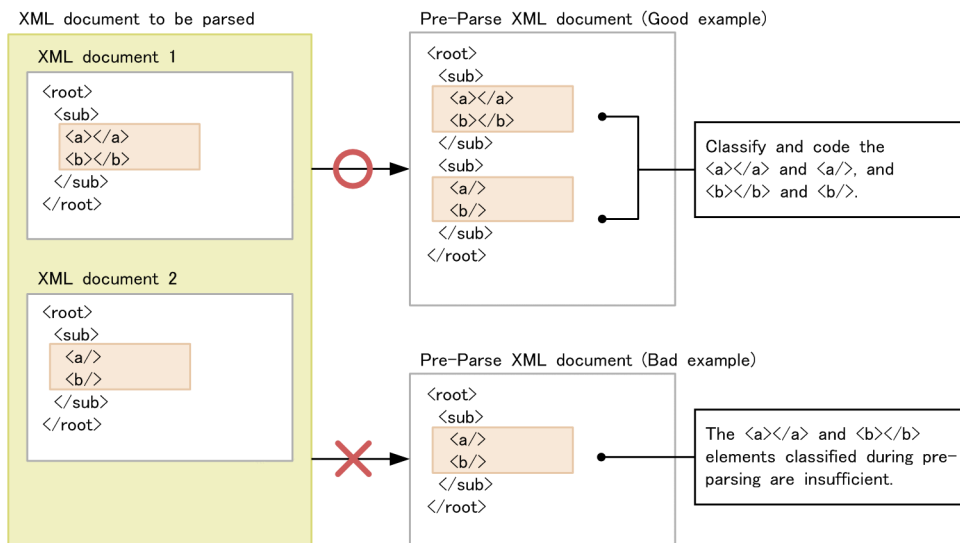 XML document to be parsed
XML document 1
<root>
<sub>
<a></a>
<b></b>
</sub>
</root>
XML document 2
<root>
<sub>
<a/>
<b/>
</sub>
</root>
Pre-Parse XML document (Good example)
<root>
<sub>
<a></a>
<b></b>
</sub>
<sub>
<a/>
<b/>
</sub>
</root>
Classify and code the
<a></a> and <a/>, and
<b></b> and <b/>.
Pre-Parse XML document (Bad example)
<root>
<sub>
<a/>
<b/>
</sub>
</root>
The <a></a> and <b></b>
elements classified during pre-
parsing are insufficient.